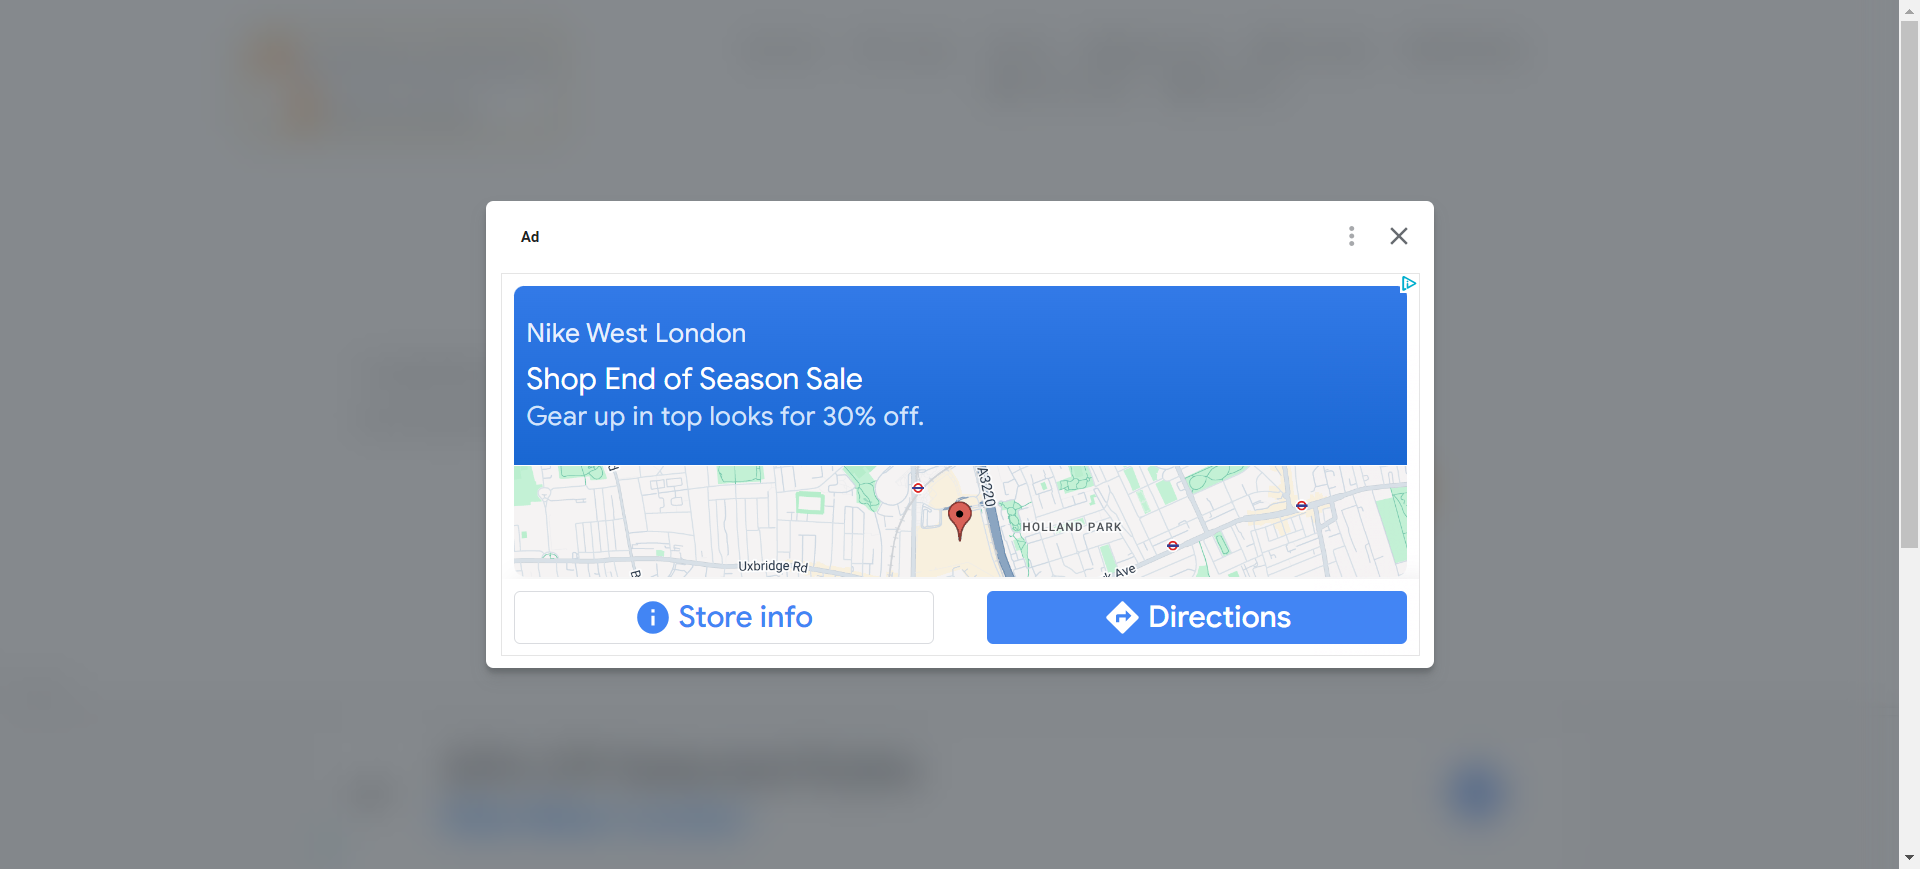 Ad
Nike West London
Shop End of Season Sale
Gear up in top looks for 30% off.
A3220
HOLLAND PARK
Uxbridge Rd
Ave
Store info
Directions